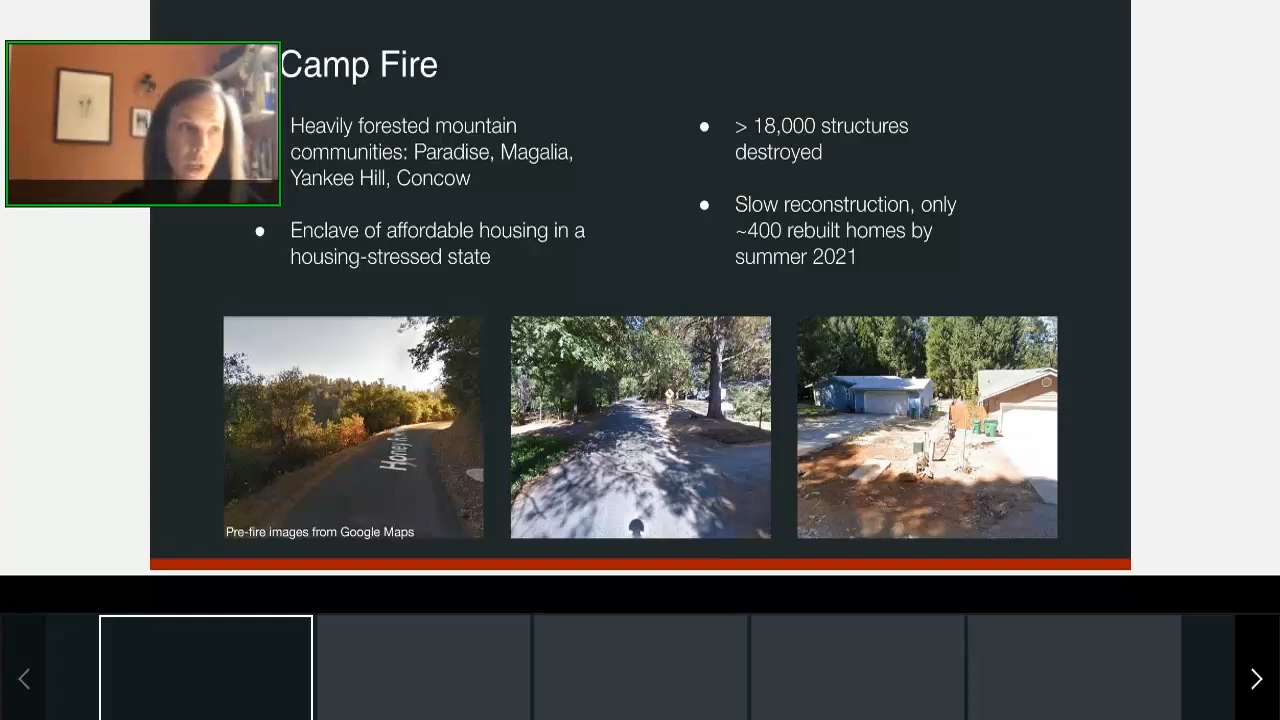 Camp Fire
Heavily forested mountain
communities: Paradise, Magalia,
Yankee Hill, Concow
Enclave of affordable housing in a
housing-stressed state
> 18,000 structures
destroyed
Slow reconstruction, only
~400 rebuilt homes by
summer 2021
Pre-fire images from Google Maps